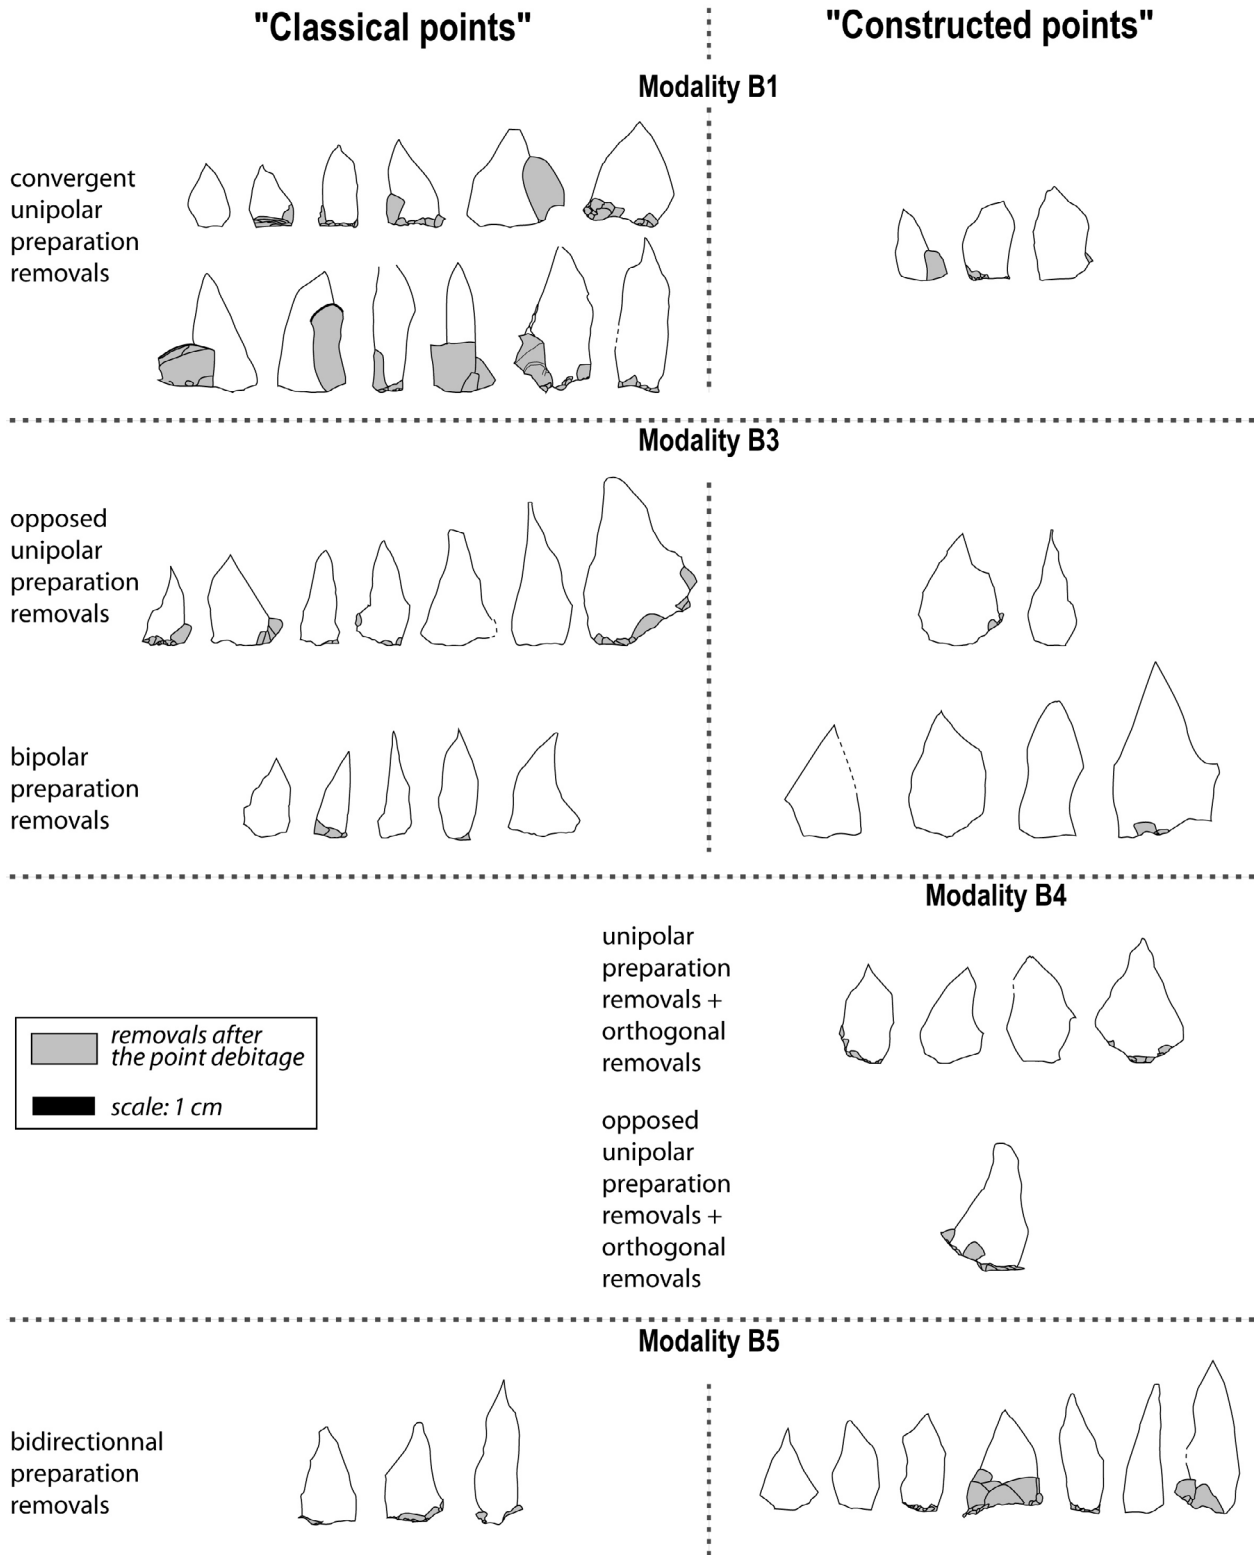 "Classical points"
"Constructed points"
Modality B1
convergent
unipolar
preparation
removals
Modality B3
opposed
unipolar
preparation
removals
bipolar
preparation
removals
Modality B4
unipolar
preparation
removals +
orthogonal
removals
removals after
the point debitage
scale: 1 cm
opposed
unipolar
preparation
removals +
orthogonal
removals
Modality B5
bidirectionnal
preparation
removals